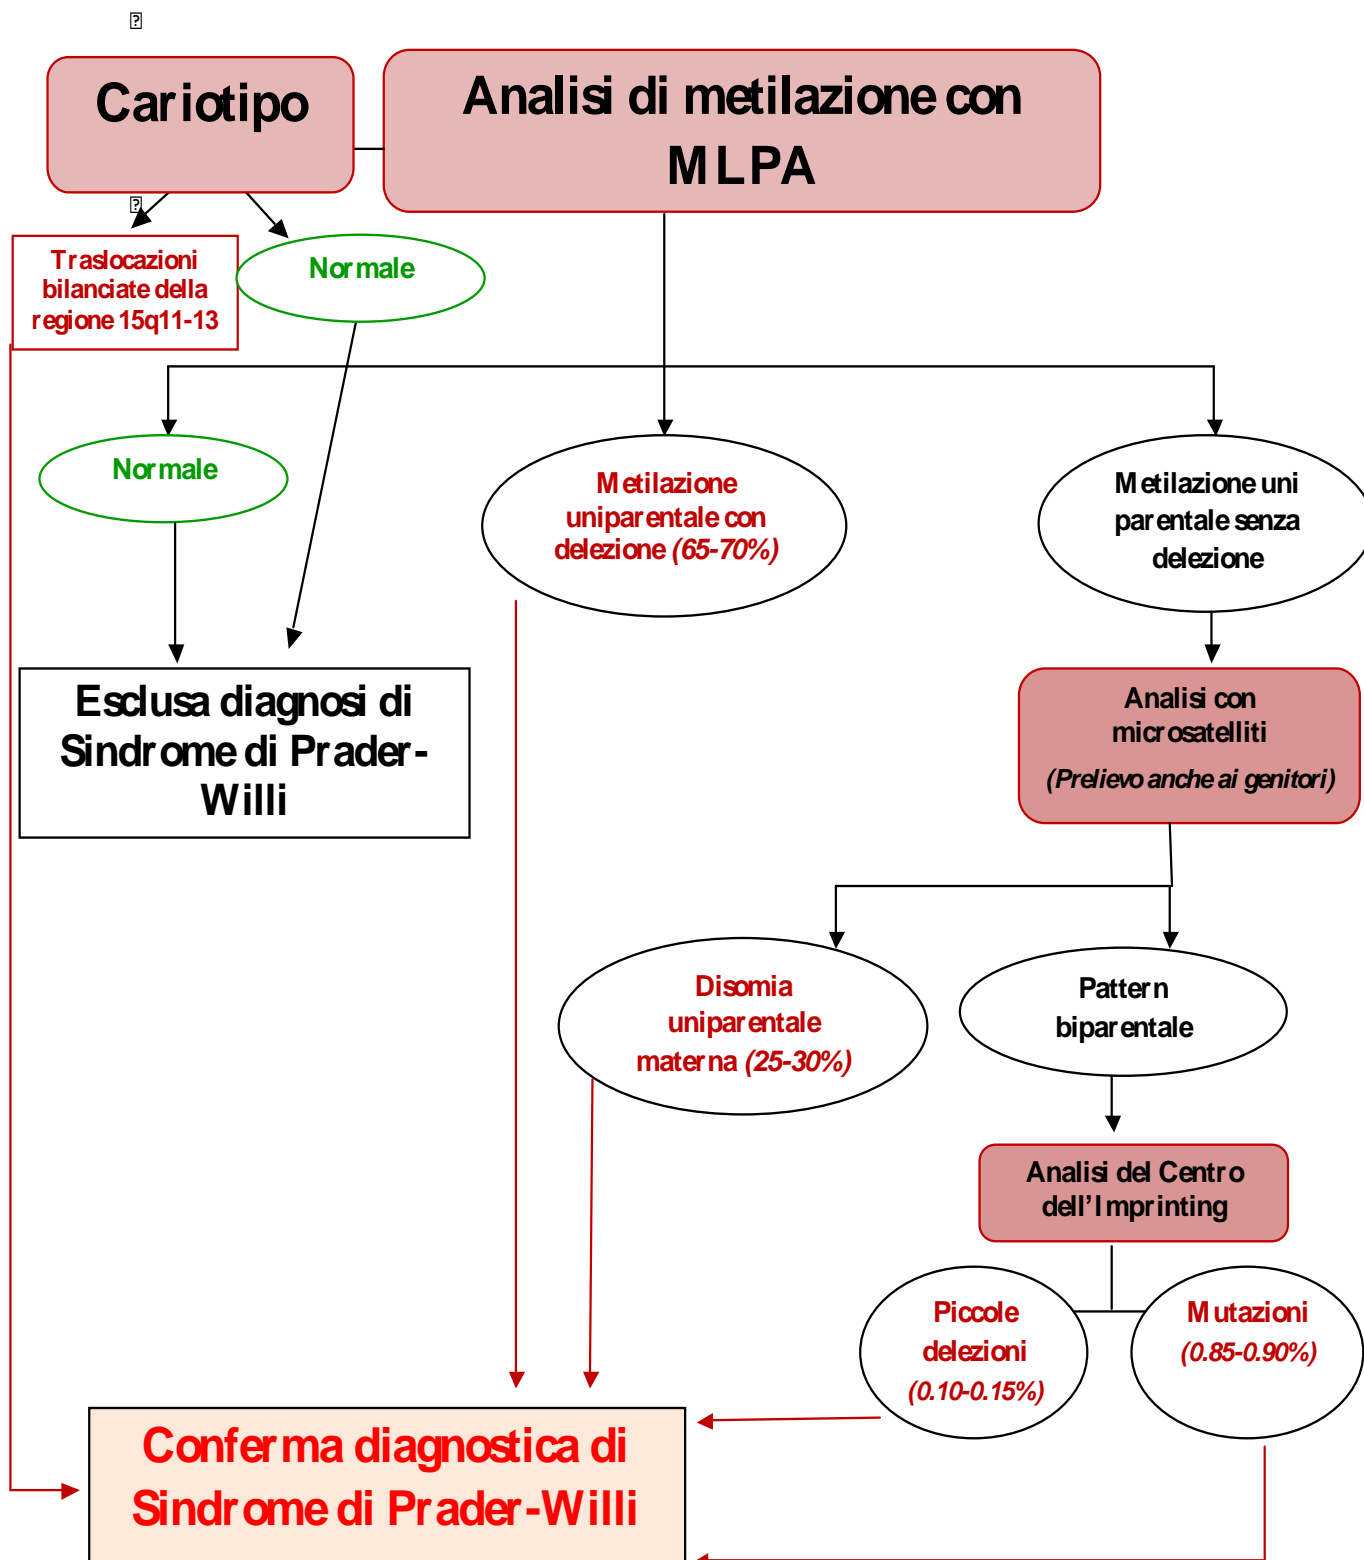 Cariotipo
Analisi di metilazione con
MLPA
Traslocazioni
bilanciate della
regione 15q11-13
Normale
Normale
Metilazione
uniparentale con
delezione (65-70%)
Metilazione uni
parentale senza
delezione
Esclusa diagnosi di
Sindrome di Prader-
Willi
Analisi con
microsatelliti
(Prelievo anche ai genitori)
Disomia
uniparentale
materna (25-30%)
Pattern
biparentale
Analisi del Centro
dell'Imprinting
Piccole
delezioni
(0.10-0.15%)
Mutazioni
(0.85-0.90%)
Conferma diagnostica di
Sindrome di Prader-Willi